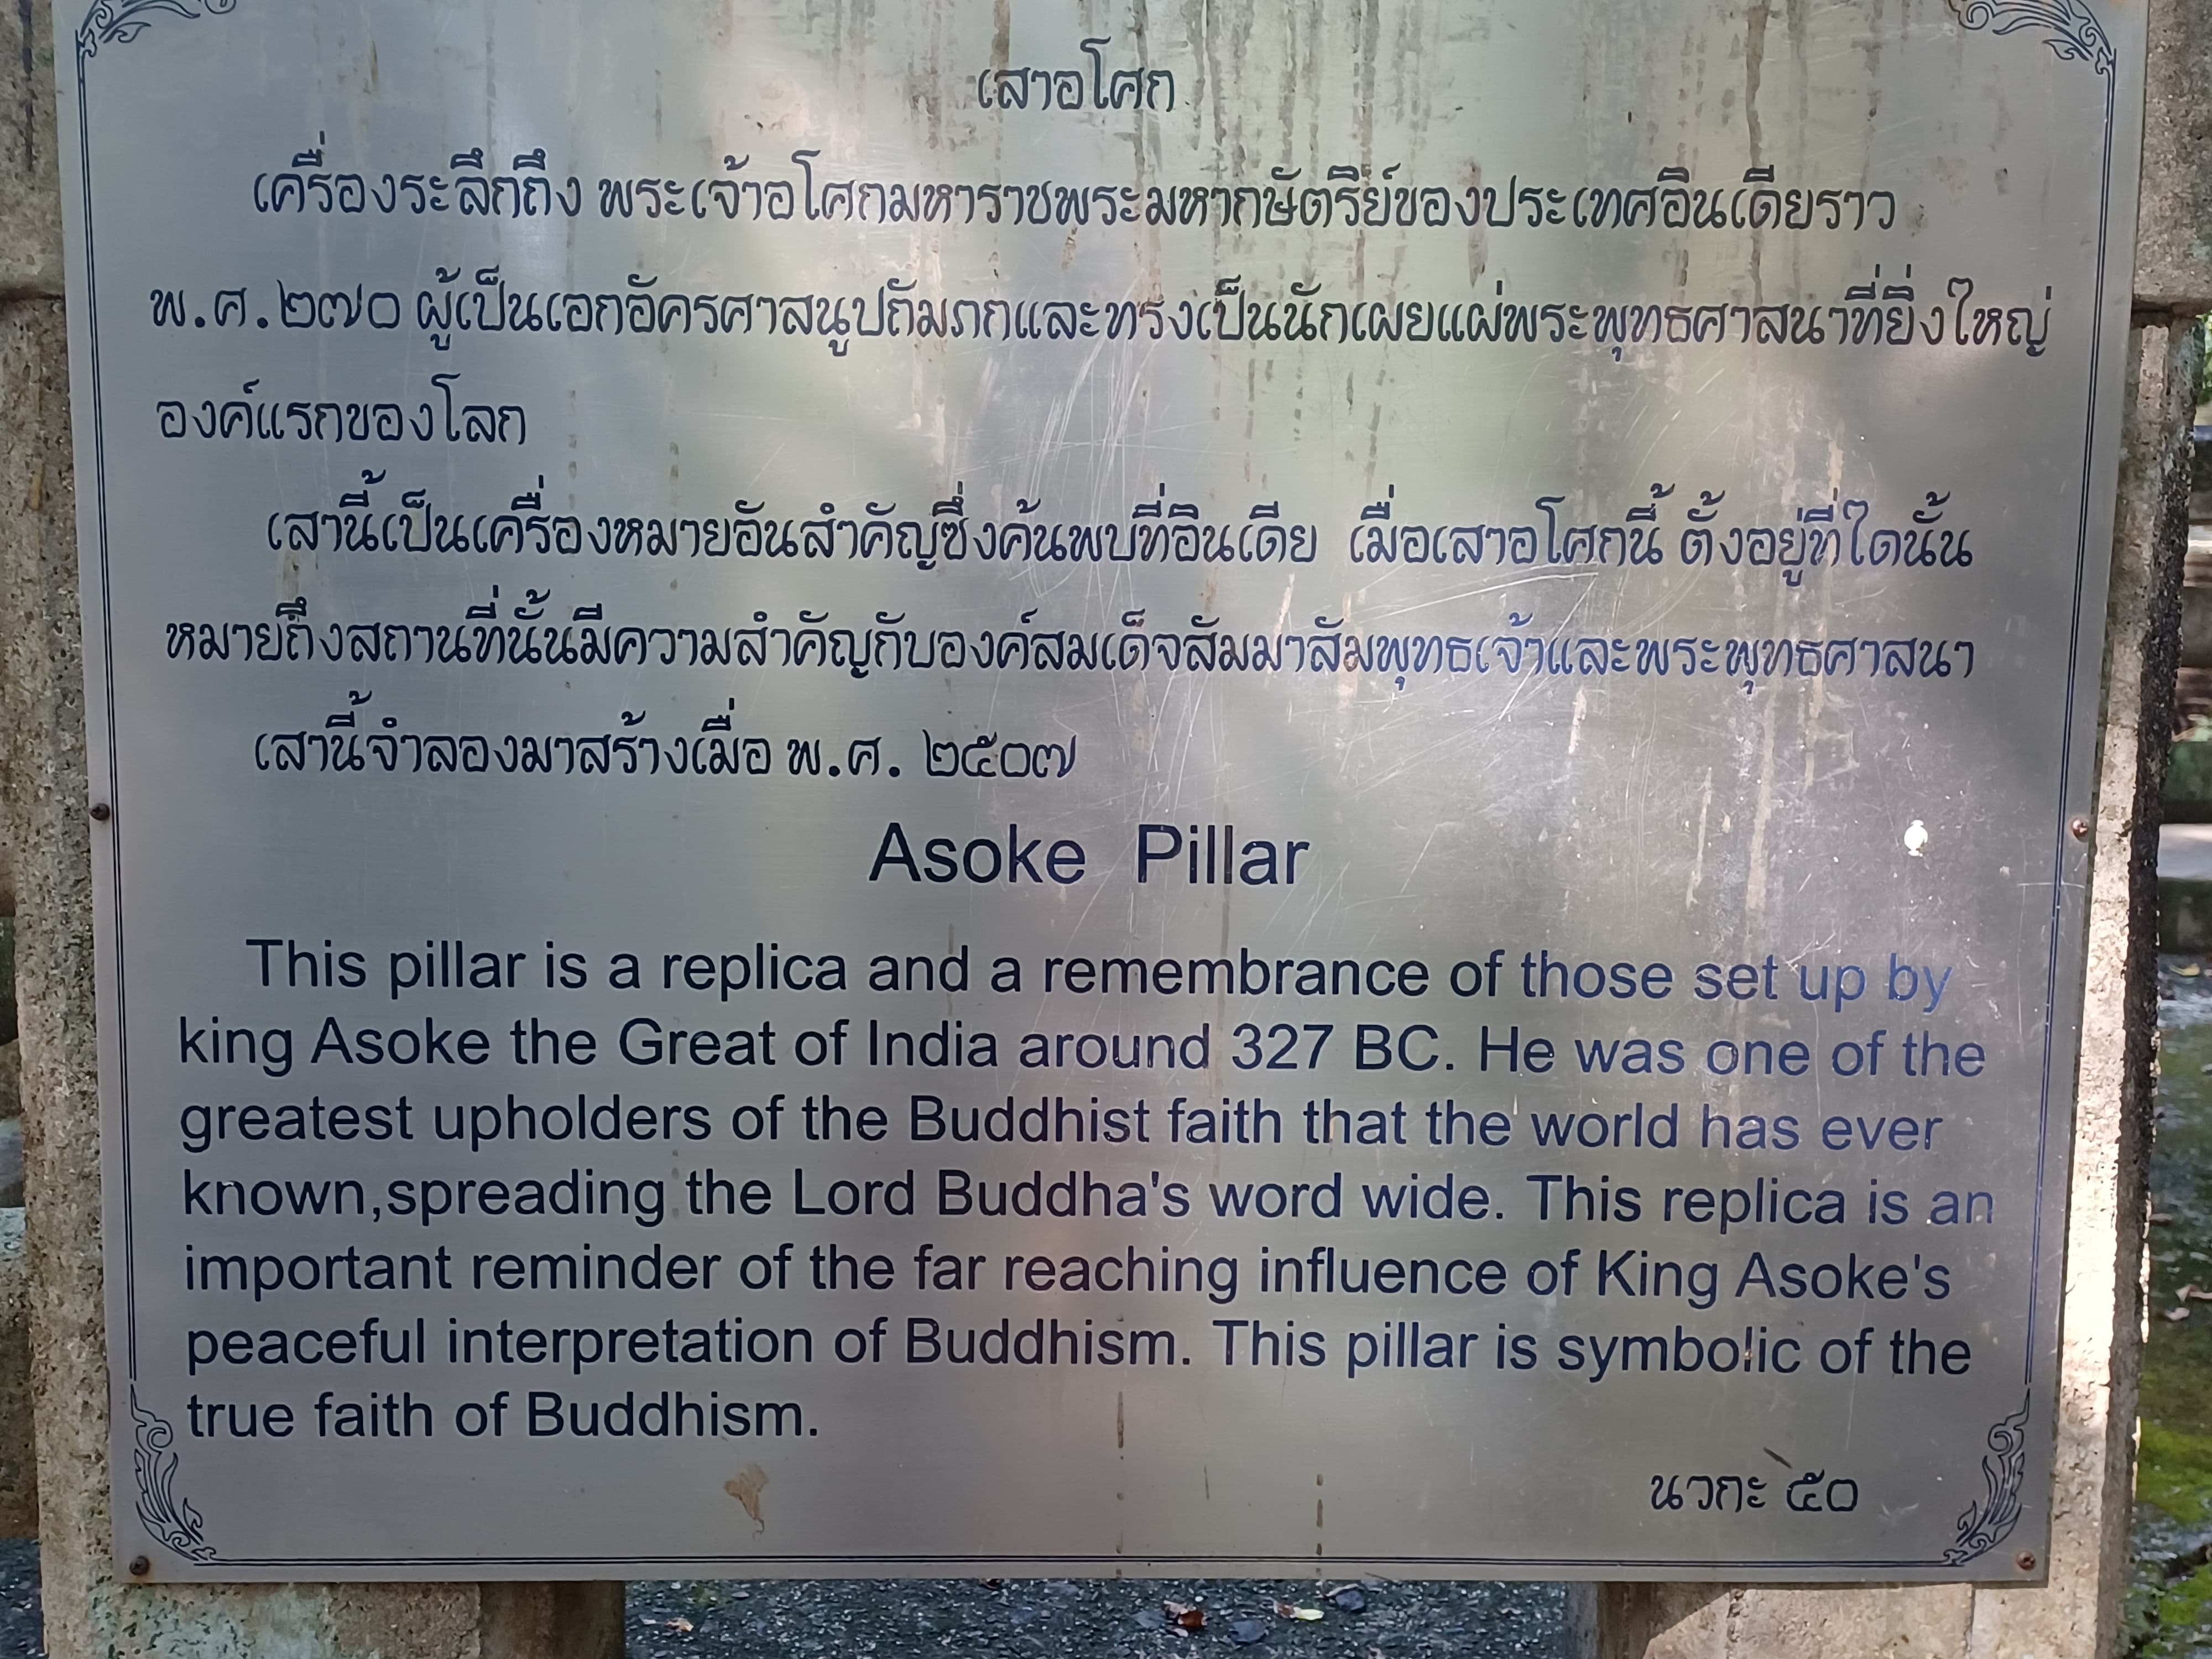 เสาอโศก
เครื่องระลึกถึง พระเจ้าอโศกมหาราชพระมหากษัตริย์ของประเทศอินเดียราว
พ.ศ.๒๗๐ ผู้เป็นเอกอัครศาสนูปถัมภกและทรงเป็นนักเผยแผ่พระพุทธศาสนาที่ยิ่งใหญ่
องค์แรกของโลก
เสานี้เป็นเครื่องหมายอันสำคัญซึ่งค้นพบที่อินเดีย เมื่อเสาอโศกนี้ ตั้งอยู่ที่ใดนั้น
หมายถึงสถานที่นั้นมีความสำคัญกับองค์สมเด็จสัมมาสัมพุทธเจ้าและพระพุทธศาสนา
เสานี้จำลองมาสร้างเมื่อ พ.ศ. ๒๕๐๗
Asoke Pillar
This pillar is a replica and a remembrance of those set up by
king Asoke the Great of India around 327 BC. He was one of the
greatest upholders of the Buddhist faith that the world has ever
known,spreading the Lord Buddha's word wide. This replica is an
important reminder of the far reaching influence of King Asoke's
peaceful interpretation of Buddhism. This pillar is symbolic of the
true faith of Buddhism.
นวกะ ๕๐